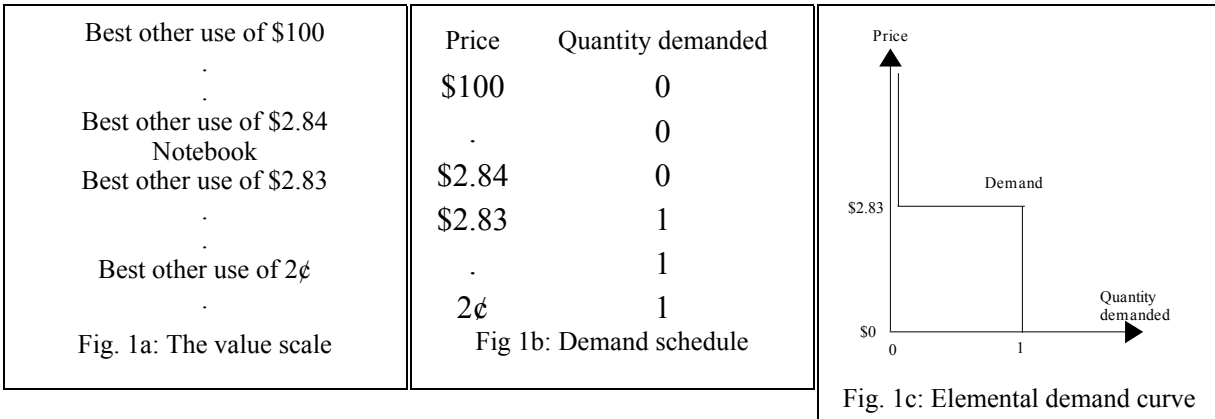 Best other use of $100
.
.
Best other use of $2.84
Notebook
Best other use of $2.83
.
.
Best other use of 2¢
.
Fig. 1a: The value scale
Price Quantity demanded
$100 0
. 0
$2.84 0
$2.83 1
. 1
2¢ 1
Fig 1b: Demand schedule
Price
Demand
$2.83
Quantity
demanded
$0
0 1
Fig. 1c: Elemental demand curve